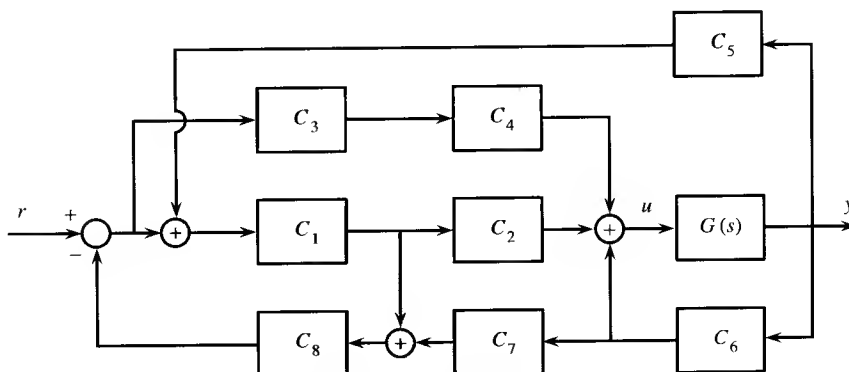 C5
C3
C4
r
+
u
y
+
C1
C2
+
G(s)
−
C8
+
C7
C6